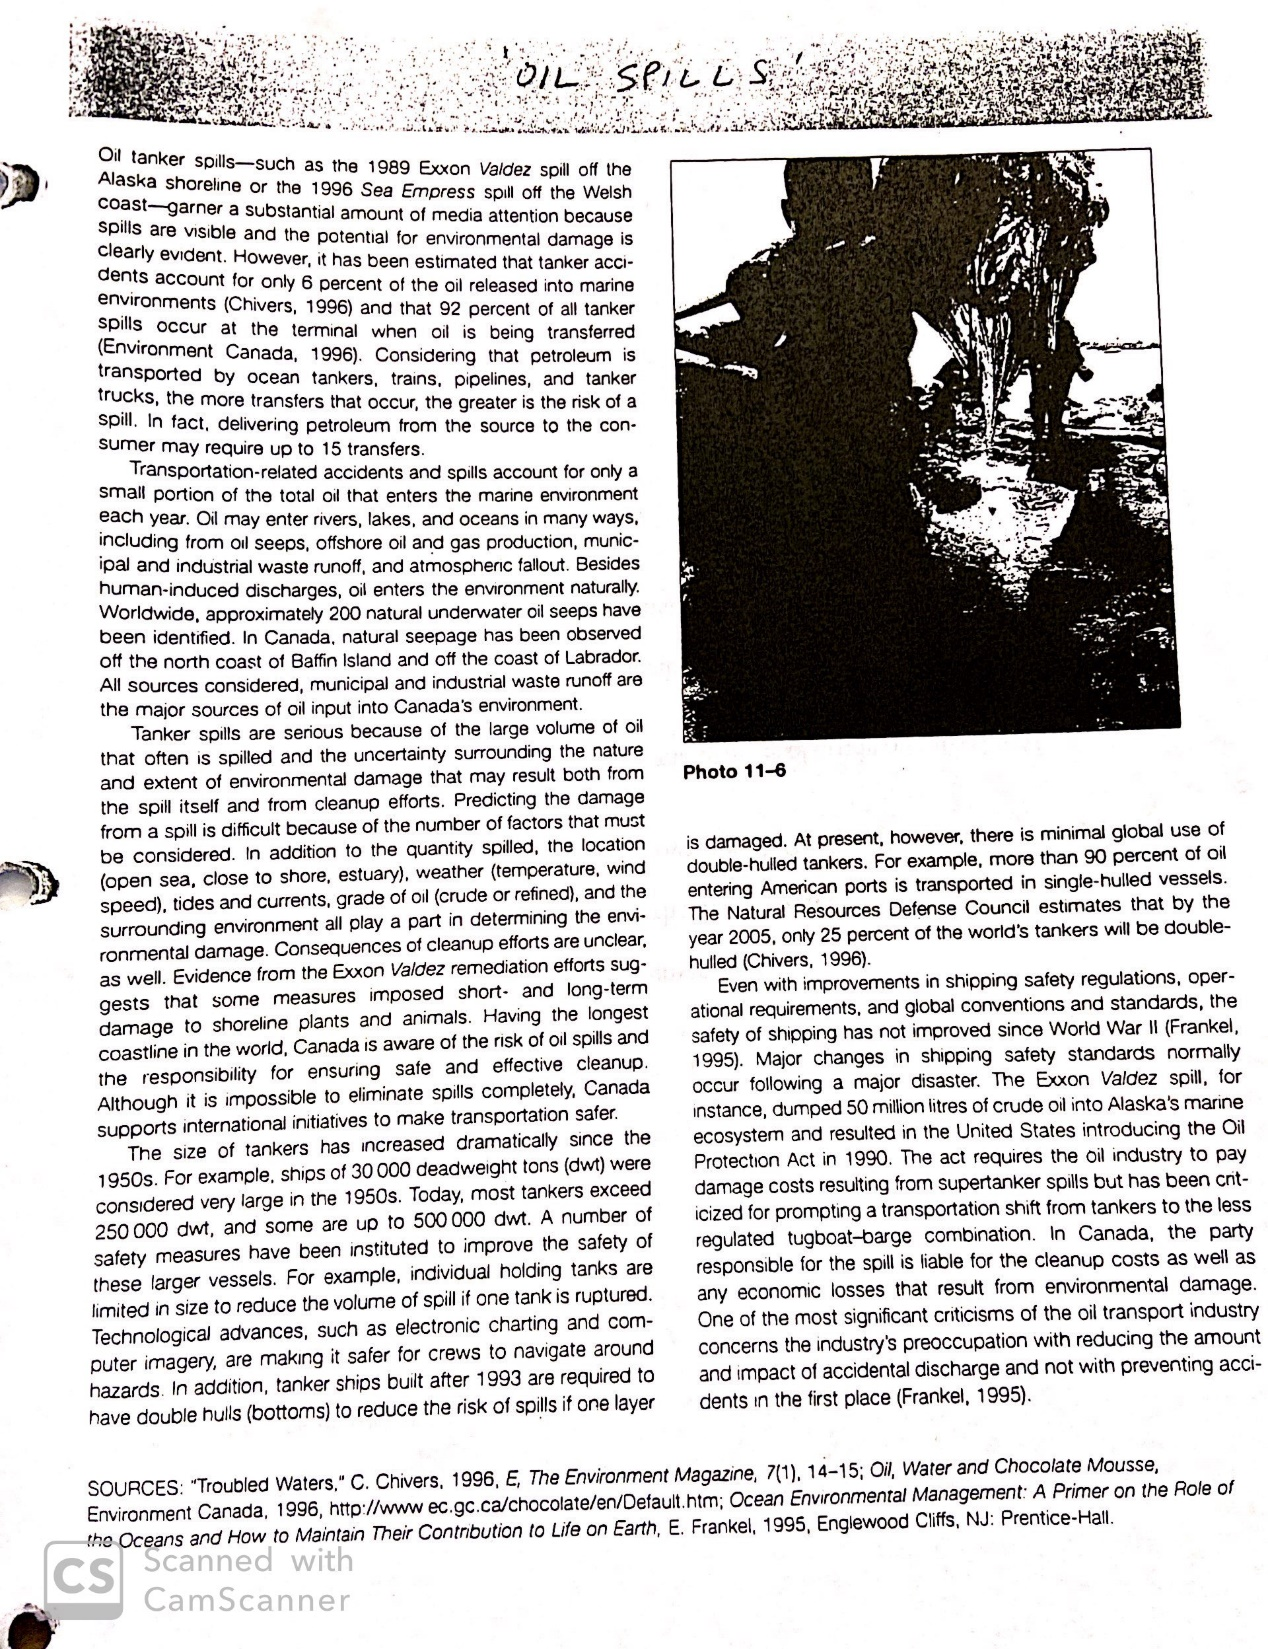 'OIL SPILLS'
Oil tanker spills—such as the 1989 Exxon Valdez spill off the
Alaska shoreline or the 1996 Sea Empress spill off the Welsh
coast—garner a substantial amount of media attention because
spills are visible and the potential for environmental damage is
clearly evident. However, it has been estimated that tanker acci-
dents account for only 6 percent of the oil released into marine
environments (Chivers, 1996) and that 92 percent of all tanker
spills occur at the terminal when oil is being transferred
(Environment Canada, 1996). Considering that petroleum is
transported by ocean tankers, trains, pipelines, and tanker
trucks, the more transfers that occur, the greater is the risk of a
spill. In fact, delivering petroleum from the source to the con-
sumer may require up to 15 transfers.
Transportation-related accidents and spills account for only a
small portion of the total oil that enters the marine environment
each year. Oil may enter rivers, lakes, and oceans in many ways,
including from oil seeps, offshore oil and gas production, munic-
ipal and industrial waste runoff, and atmospheric fallout. Besides
human-induced discharges, oil enters the environment naturally.
Worldwide, approximately 200 natural underwater oil seeps have
been identified. In Canada, natural seepage has been observed
off the north coast of Baffin Island and off the coast of Labrador.
All sources considered, municipal and industrial waste runoff are
the major sources of oil input into Canada's environment.
Tanker spills are serious because of the large volume of oil
that often is spilled and the uncertainty surrounding the nature
and extent of environmental damage that may result both from
the spill itself and from cleanup efforts. Predicting the damage
from a spill is difficult because of the number of factors that must
be considered. In addition to the quantity spilled, the location
(open sea, close to shore, estuary), weather (temperature, wind
speed), tides and currents, grade of oil (crude or refined), and the
surrounding environment all play a part in determining the envi-
ronmental damage. Consequences of cleanup efforts are unclear,
as well. Evidence from the Exxon Valdez remediation efforts sug-
gests that some measures imposed short- and long-term
damage to shoreline plants and animals. Having the longest
coastline in the world, Canada is aware of the risk of oil spills and
the responsibility for ensuring safe and effective cleanup.
Although it is impossible to eliminate spills completely, Canada
supports international initiatives to make transportation safer.
The size of tankers has increased dramatically since the
1950s. For example, ships of 30 000 deadweight tons (dwt) were
considered very large in the 1950s. Today, most tankers exceed
250 000 dwt, and some are up to 500 000 dwt. A number of
safety measures have been instituted to improve the safety of
these larger vessels. For example, individual holding tanks are
limited in size to reduce the volume of spill if one tank is ruptured.
Technological advances, such as electronic charting and com-
puter imagery, are making it safer for crews to navigate around
hazards. In addition, tanker ships built after 1993 are required to
have double hulls (bottoms) to reduce the risk of spills if one layer
Photo 11–6
is damaged. At present, however, there is minimal global use of
double-hulled tankers. For example, more than 90 percent of oil
entering American ports is transported in single-hulled vessels.
The Natural Resources Defense Council estimates that by the
year 2005, only 25 percent of the world's tankers will be double-
hulled (Chivers, 1996).
Even with improvements in shipping safety regulations, oper-
ational requirements, and global conventions and standards, the
safety of shipping has not improved since World War II (Frankel,
1995). Major changes in shipping safety standards normally
occur following a major disaster. The Exxon Valdez spill, for
instance, dumped 50 million litres of crude oil into Alaska's marine
ecosystem and resulted in the United States introducing the Oil
Protection Act in 1990. The act requires the oil industry to pay
damage costs resulting from supertanker spills but has been crit-
icized for prompting a transportation shift from tankers to the less
regulated tugboat–barge combination. In Canada, the party
responsible for the spill is liable for the cleanup costs as well as
any economic losses that result from environmental damage.
One of the most significant criticisms of the oil transport industry
concerns the industry's preoccupation with reducing the amount
and impact of accidental discharge and not with preventing acci-
dents in the first place (Frankel, 1995).
SOURCES: "Troubled Waters," C. Chivers, 1996, E, The Environment Magazine, 7(1), 14–15; Oil, Water and Chocolate Mousse,
Environment Canada, 1996, http://www ec.gc.ca/chocolate/en/Default.htm; Ocean Environmental Management: A Primer on the Role of
the Oceans and How to Maintain Their Contribution to Life on Earth, E. Frankel, 1995, Englewood Cliffs, NJ: Prentice-Hall.
CS Scanned with
CamScanner